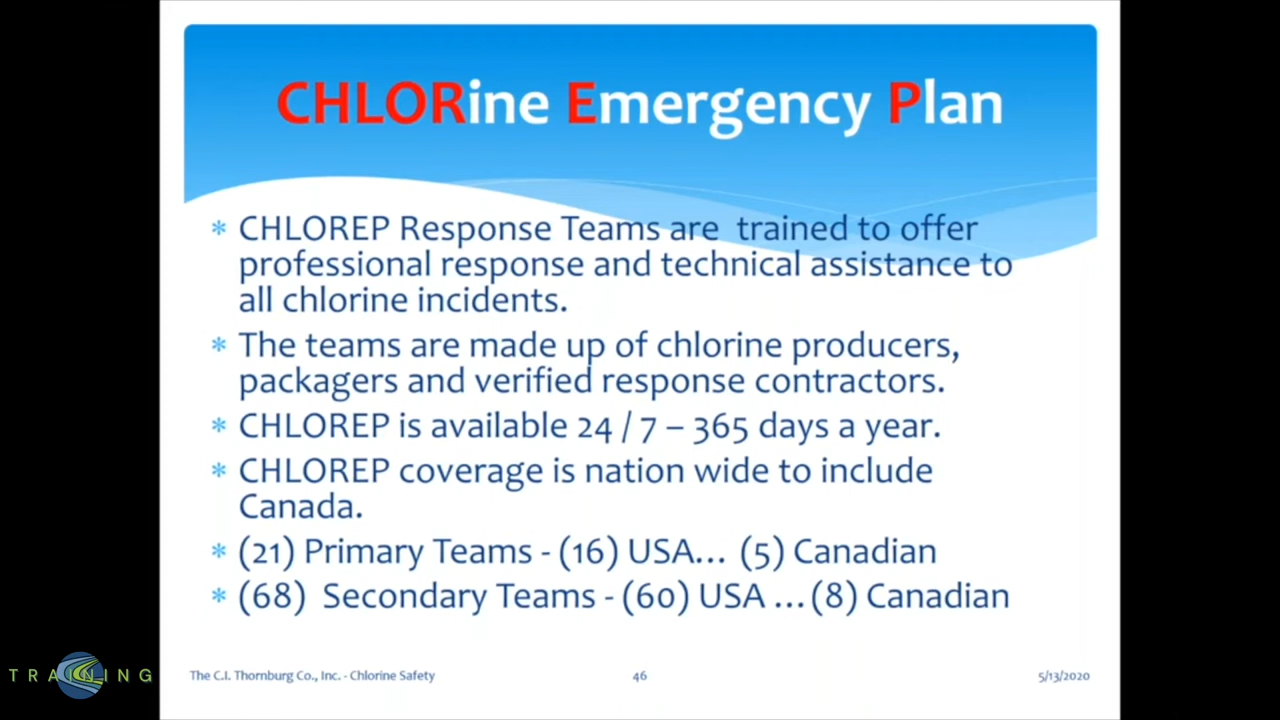 CHLORine Emergency Plan
* CHLOREP Response Teams are trained to offer
professional response and technical assistance to
all chlorine incidents.
* The teams are made up of chlorine producers,
packagers and verified response contractors.
* CHLOREP is available 24 / 7 – 365 days a year.
* CHLOREP coverage is nation wide to include
Canada.
* (21) Primary Teams - (16) USA… (5) Canadian
* (68) Secondary Teams - (60) USA …(8) Canadian
TRAINING
The C.I. Thornburg Co., Inc. - Chlorine Safety
46
5/13/2020